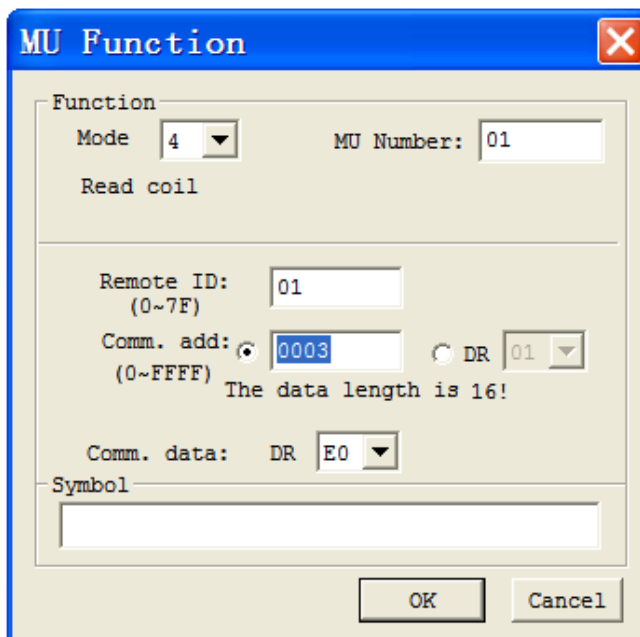 MU Function
Function
Mode 4 MU Number: 01
Read coil
Remote ID: 01
(0~7F)
Comm. add: 0003 DR 01
(0~FFFF)
The data length is 16!
Comm. data: DR E0
Symbol
OK Cancel